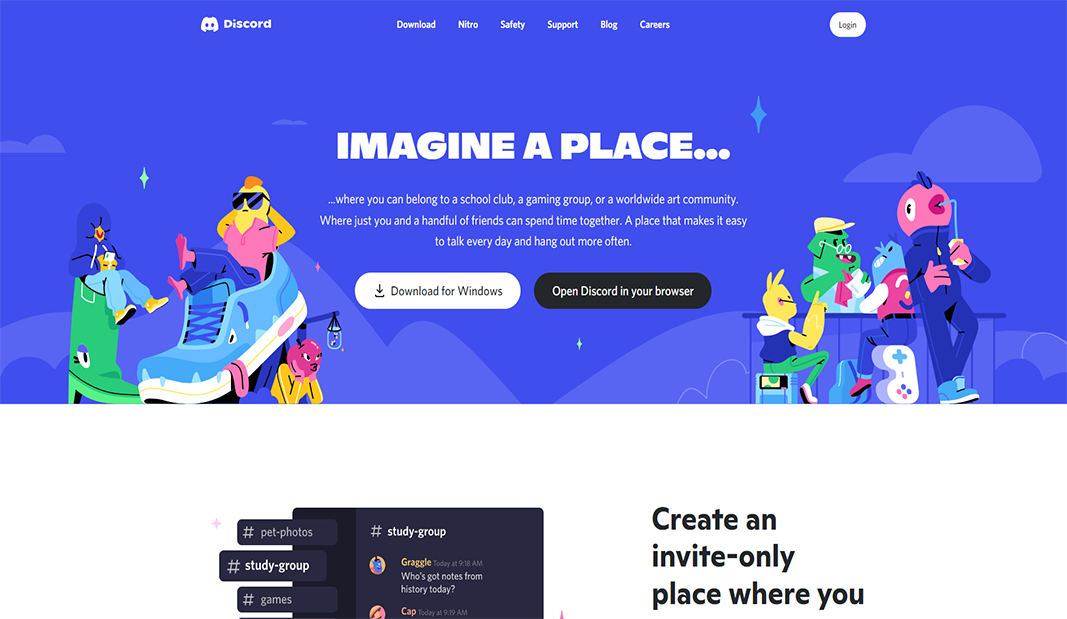 Discord
Download Nitro Safety Support Blog Careers
Login
IMAGINE A PLACE...
...where you can belong to a school club, a gaming group, or a worldwide art community.
Where just you and a handful of friends can spend time together. A place that makes it easy
to talk every day and hang out more often.
Download for Windows
Open Discord in your browser
# pet-photos
# study-group
# games
# study-group
Graggle Today at 9:18 AM
Who's got notes from
history today?
Cap Today at 9:19 AM
Create an
invite-only
place where you